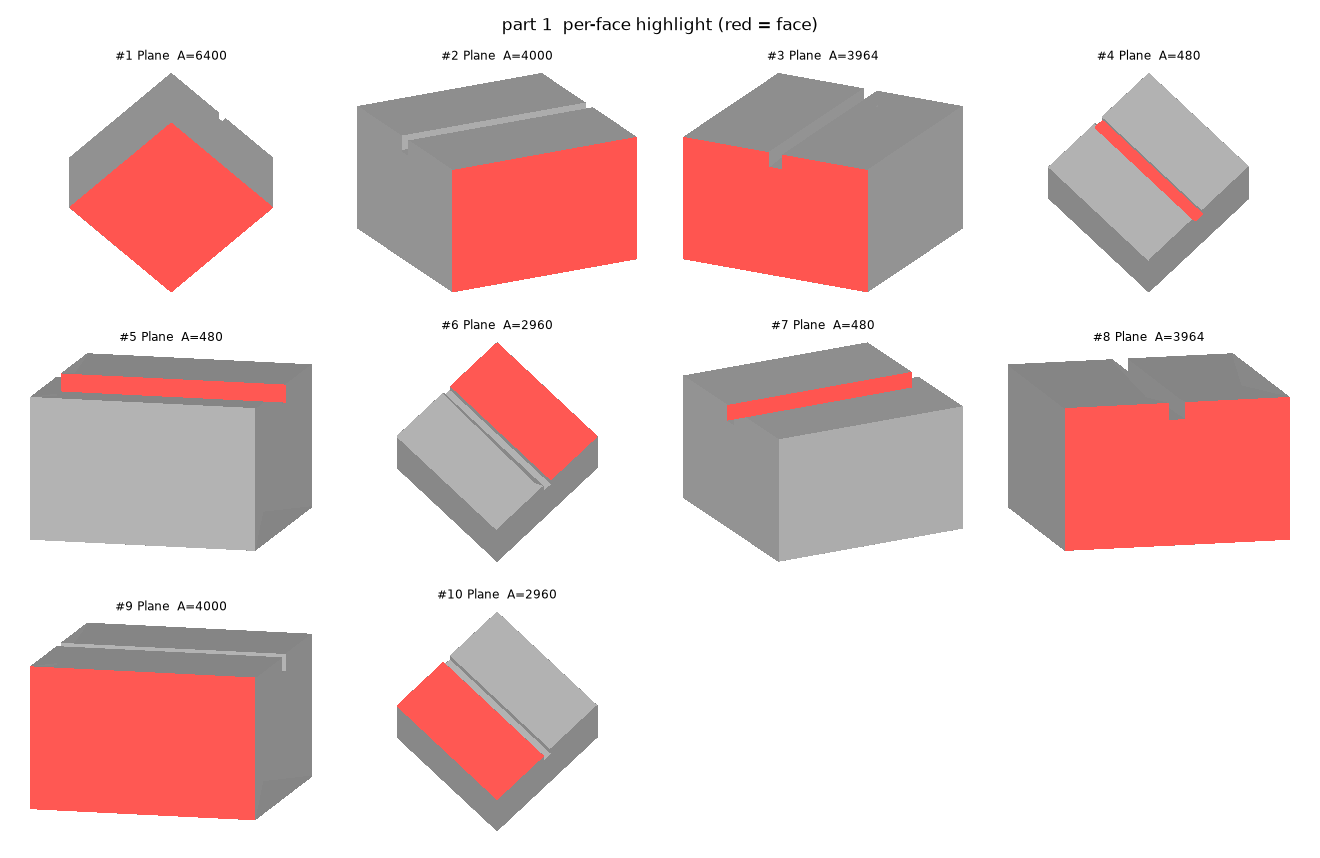 part 1  per-face highlight (red = face)
#1 Plane  A=6400
#2 Plane  A=4000
#3 Plane  A=3964
#4 Plane  A=480
#5 Plane  A=480
#6 Plane  A=2960
#7 Plane  A=480
#8 Plane  A=3964
#9 Plane  A=4000
#10 Plane  A=2960